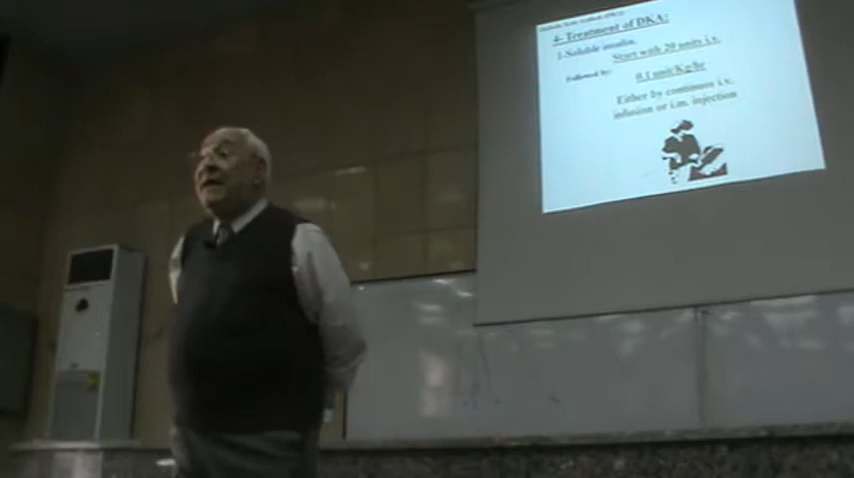 4- Treatment of DKA:
1-Soluble insulin.
Start with 20 units i.v.
Followed by:
0.1 unit/Kg/hr
Either by continous i.v.
infusion or i.m. injection